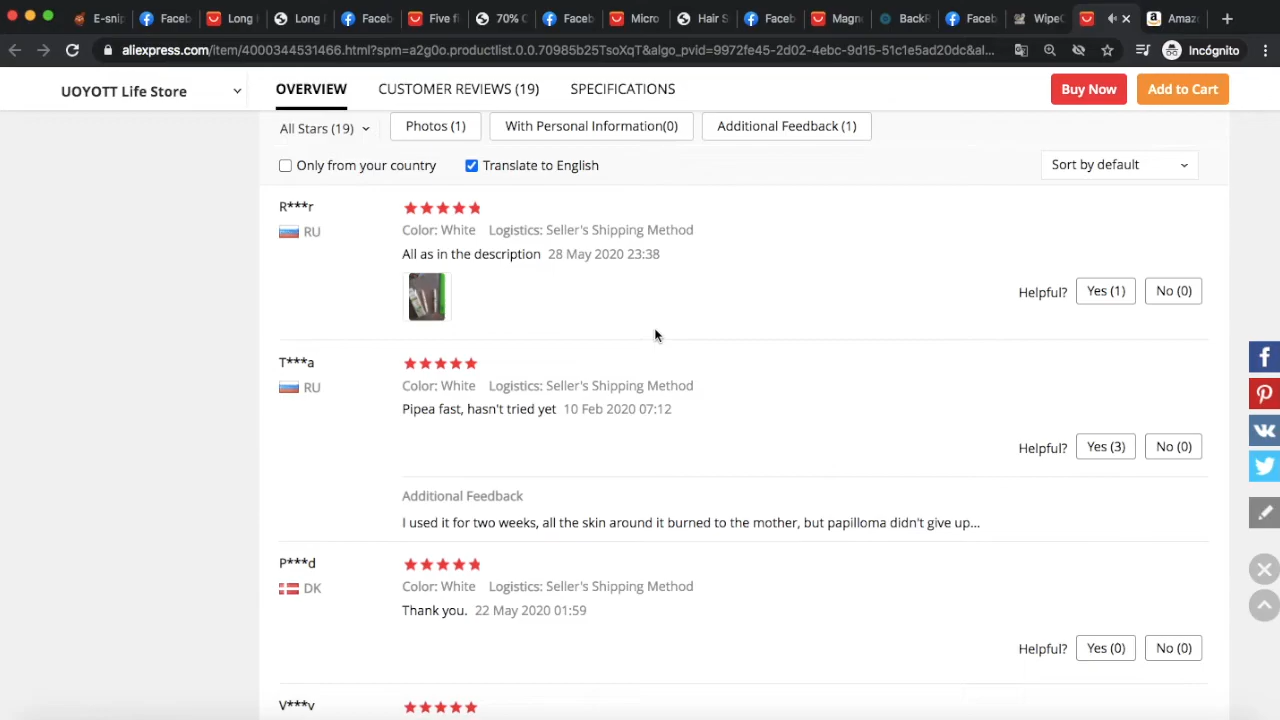 E-snip
Faceb
Long
Long
Faceb
Five fi
70% C
Faceb
Micro
Hair S
Faceb
Magn
BackR
Faceb
WipeC
Amaz
aliexpress.com/item/4000344531466.html?spm=a2g0o.productlist.0.0.70985b25TsoXqT&algo_pvid=9972fe45-2d02-4ebc-9d15-51c1e5ad20dc&al...
Incógnito
UOYOTT Life Store
OVERVIEW
CUSTOMER REVIEWS (19)
SPECIFICATIONS
Buy Now
Add to Cart
All Stars (19)
Photos (1)
With Personal Information(0)
Additional Feedback (1)
Only from your country
Translate to English
Sort by default
R***r
RU
Color: White Logistics: Seller's Shipping Method
All as in the description 28 May 2020 23:38
Helpful? Yes (1) No (0)
T***a
RU
Color: White Logistics: Seller's Shipping Method
Pipea fast, hasn't tried yet 10 Feb 2020 07:12
Helpful? Yes (3) No (0)
Additional Feedback
I used it for two weeks, all the skin around it burned to the mother, but papilloma didn't give up...
P***d
DK
Color: White Logistics: Seller's Shipping Method
Thank you. 22 May 2020 01:59
Helpful? Yes (0) No (0)
V***v